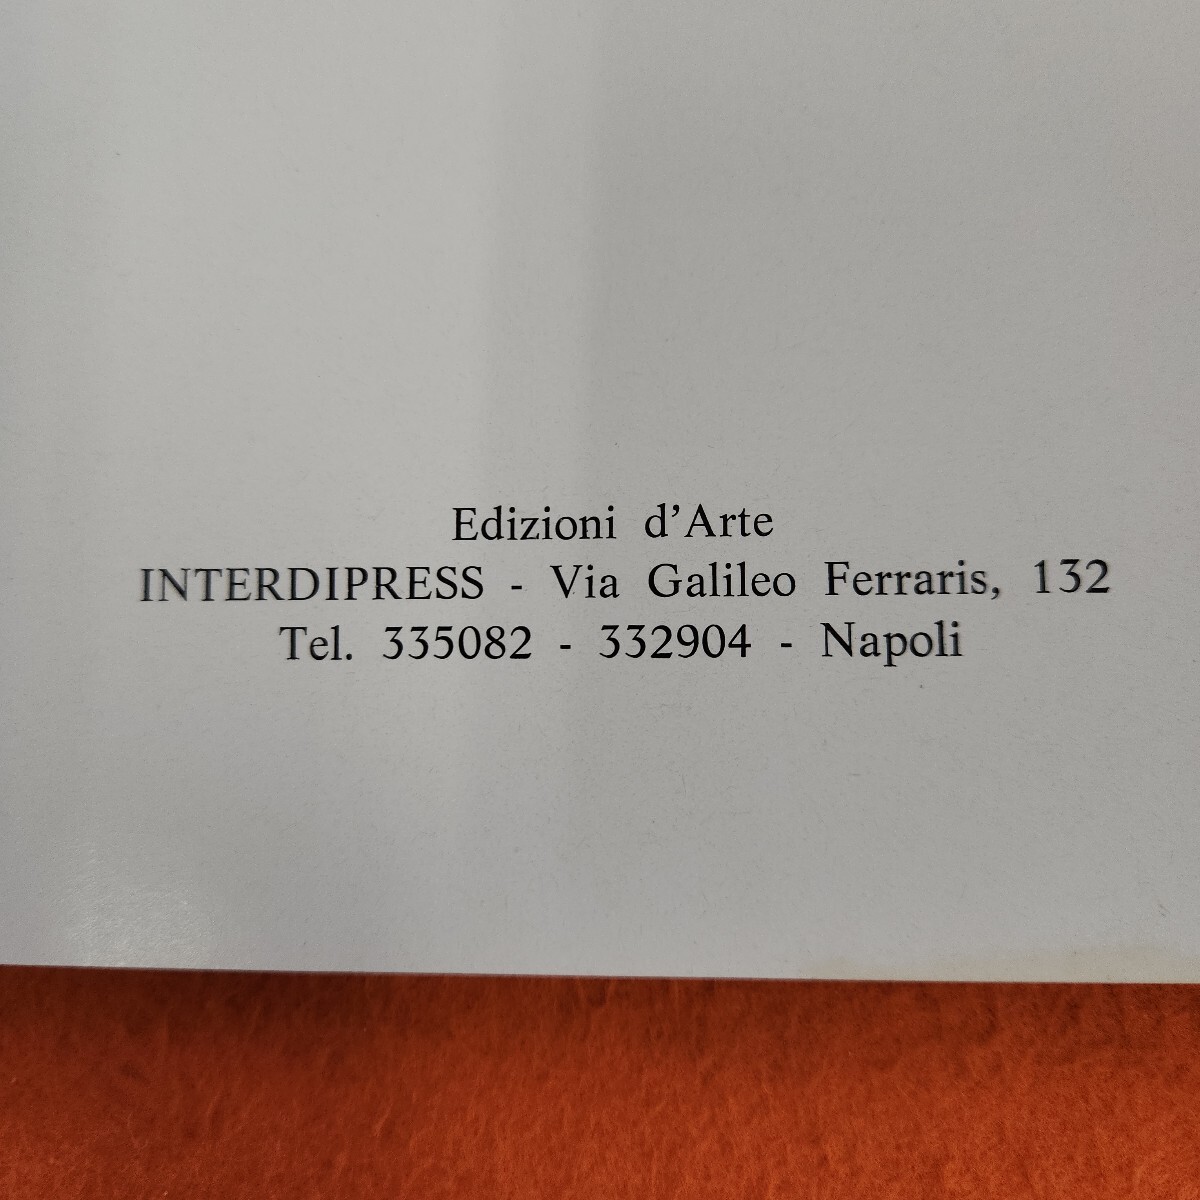 Edizioni d’Arte
INTERDIPRESS - Via Galileo Ferraris, 132
Tel. 335082 - 332904 - Napoli